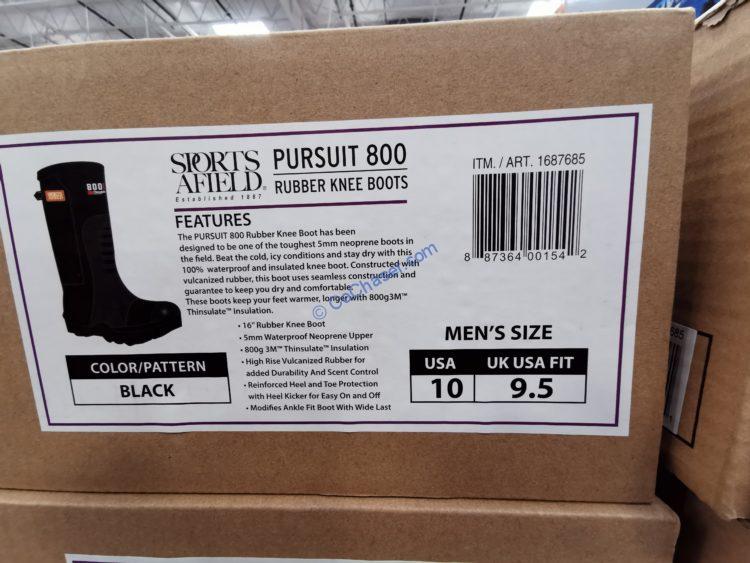 SPORTS
AFIELD®
Established 1887
PURSUIT 800
RUBBER KNEE BOOTS
ITM. / ART. 1687685
8 87364 00154 2
800
FEATURES
The PURSUIT 800 Rubber Knee Boot has been
designed to be one of the toughest 5mm neoprene boots in
the field. Beat the cold, icy conditions and stay dry with this
100% waterproof and insulated knee boot. Constructed with
vulcanized rubber, this boot uses seamless construction and
guarantee to keep you dry and comfortable.
These boots keep your feet warmer, longer with 800g3M™
Thinsulate™ Insulation.
• 16" Rubber Knee Boot
• 5mm Waterproof Neoprene Upper
• 800g 3M™ Thinsulate™ Insulation
• High Rise Vulcanized Rubber for
added Durability And Scent Control
• Reinforced Heel and Toe Protection
with Heel Kicker for Easy On and Off
• Modifies Ankle Fit Boot With Wide Last
COLOR/PATTERN
BLACK
MEN'S SIZE
USA UK USA FIT
10 9.5
© CoChaser.com
685